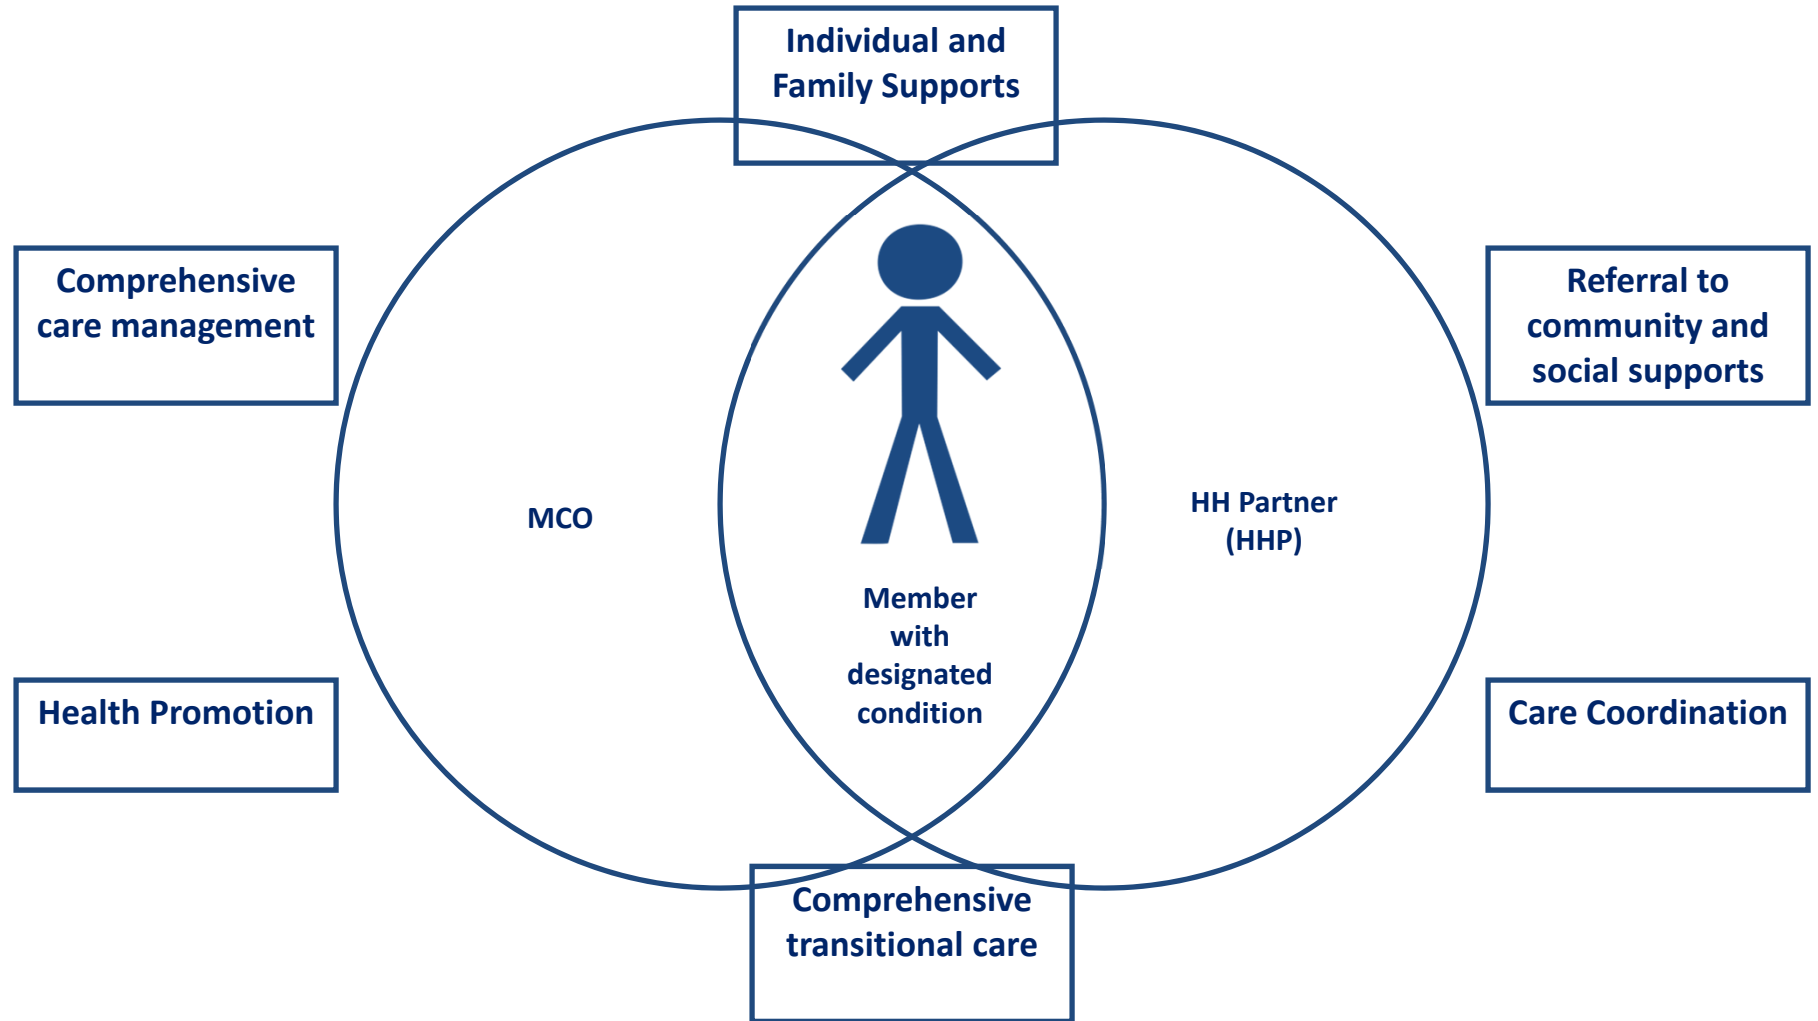 Individual and
Family Supports
Comprehensive
care management
Referral to
community and
social supports
MCO
HH Partner
(HHP)
Member
with
designated
condition
Health Promotion
Care Coordination
Comprehensive
transitional care